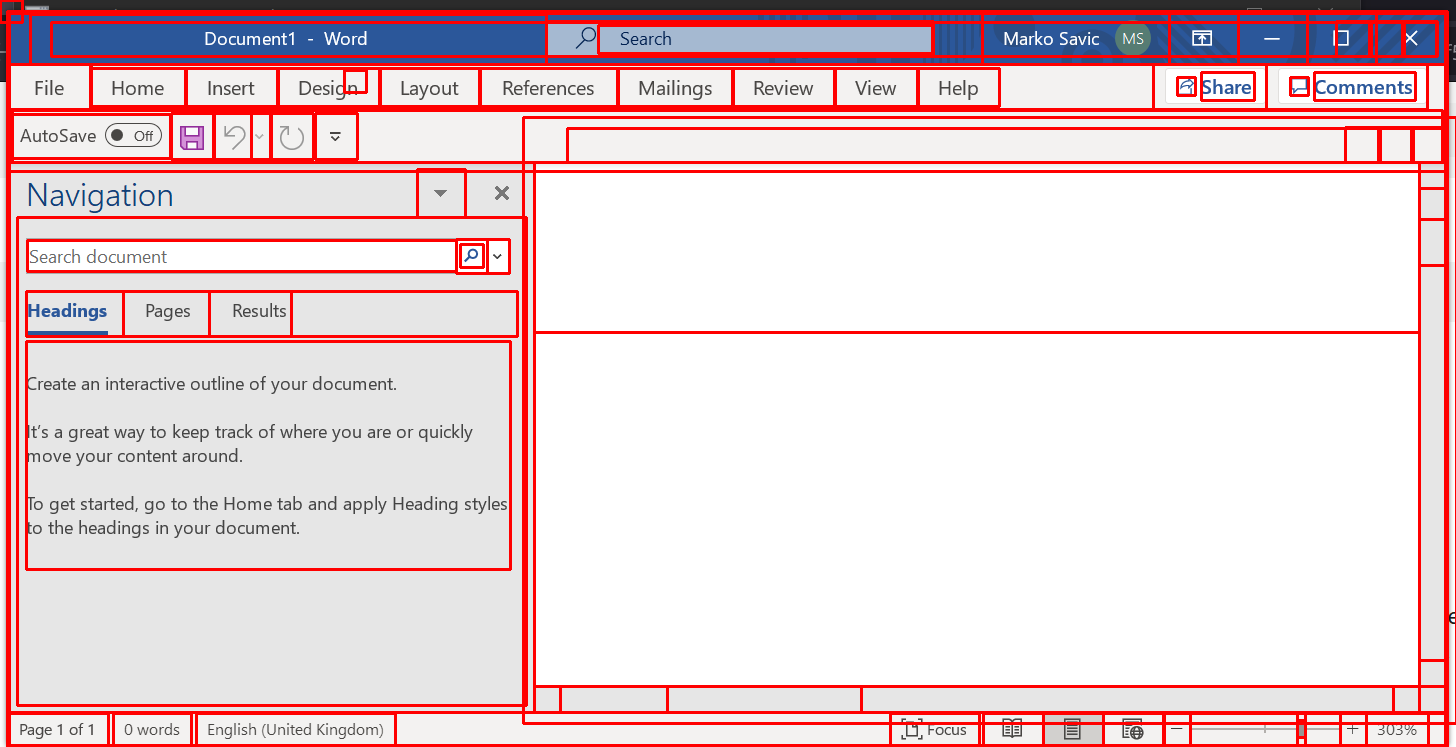 Document1 - Word
Search
Marko Savic
MS
File
Home
Insert
Design
Layout
References
Mailings
Review
View
Help
Share
Comments
AutoSave
Off
Navigation
Search document
Headings
Pages
Results
Create an interactive outline of your document.
It's a great way to keep track of where you are or quickly
move your content around.
To get started, go to the Home tab and apply Heading styles
to the headings in your document.
Page 1 of 1
0 words
English (United Kingdom)
Focus
303%